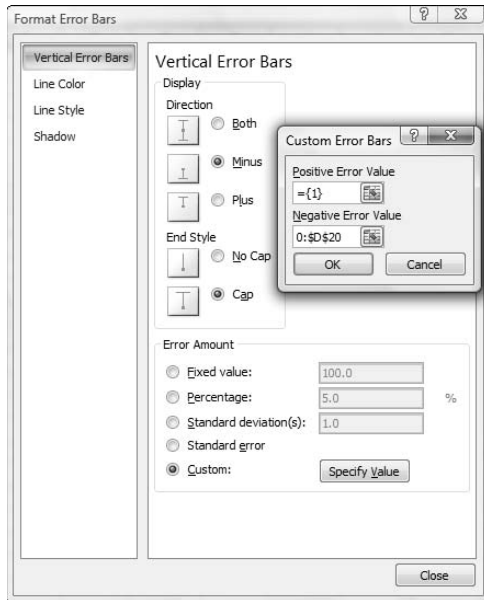 Format Error Bars
Vertical Error Bars
Line Color
Line Style
Shadow
Vertical Error Bars
Display
Direction
Both
Minus
Plus
End Style
No Cap
Cap
Custom Error Bars
Positive Error Value
={1}
Negative Error Value
0:$D$20
OK Cancel
Error Amount
Fixed value: 100.0
Percentage: 5.0 %
Standard deviation(s): 1.0
Standard error
Custom: Specify Value
Close